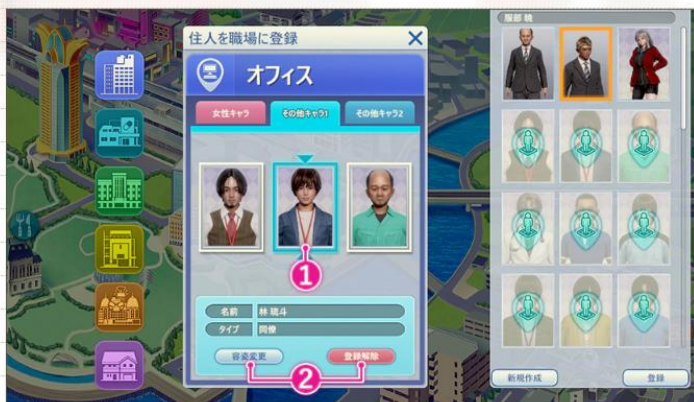 住人を職場に登録
オフィス
女性キャラ
その他キャラ1
その他キャラ2
1
名前 林 暁斗
タイプ 同僚
容姿変更
登録解除
2
服部 暁
新規作成
登録